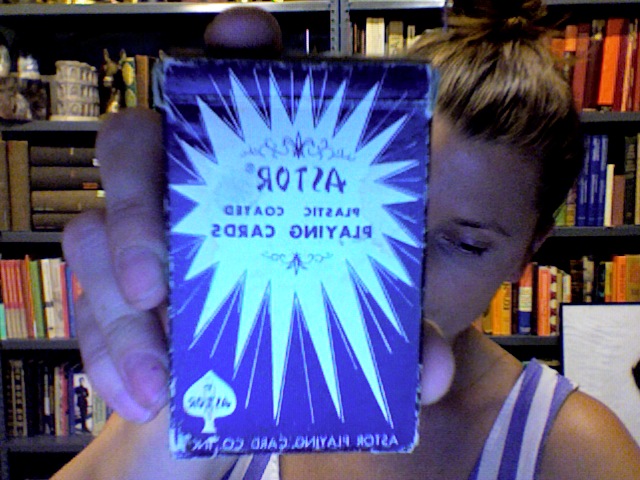 ASTOR®
PLASTIC COATED
PLAYING CARDS
ASTOR
ASTOR PLAYING CARD CO., INC.